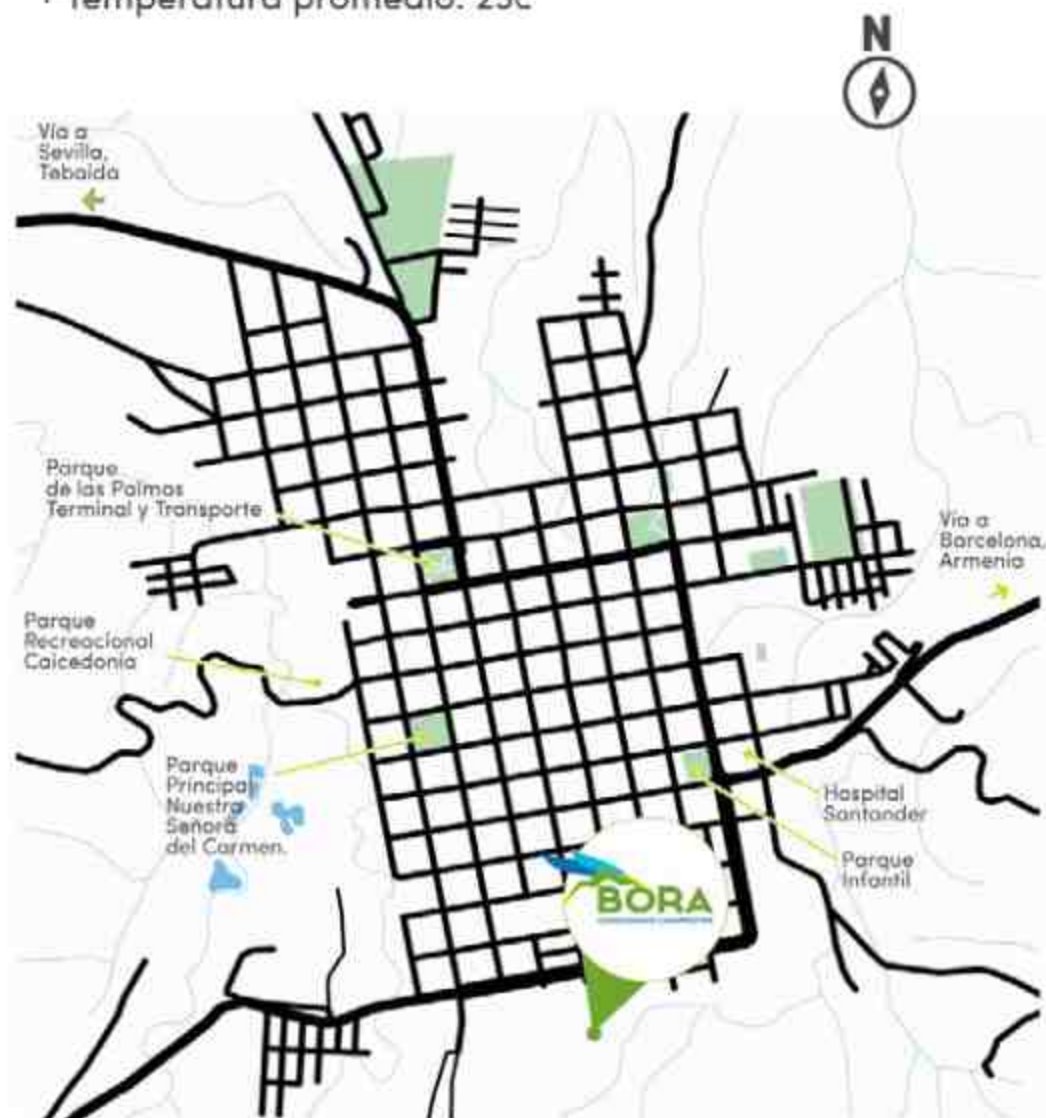 • Temperatura promedio: 23c
N
Vía a
Sevilla,
Tebaida
Parque
de las Palmas
Terminal y Transporte
Vía a
Barcelona,
Armenia
Parque
Recreacional
Caicedonia
Parque
Principal
Nuestra
Señora
del Carmen.
Hospital
Santander
Parque
Infantil
BORA